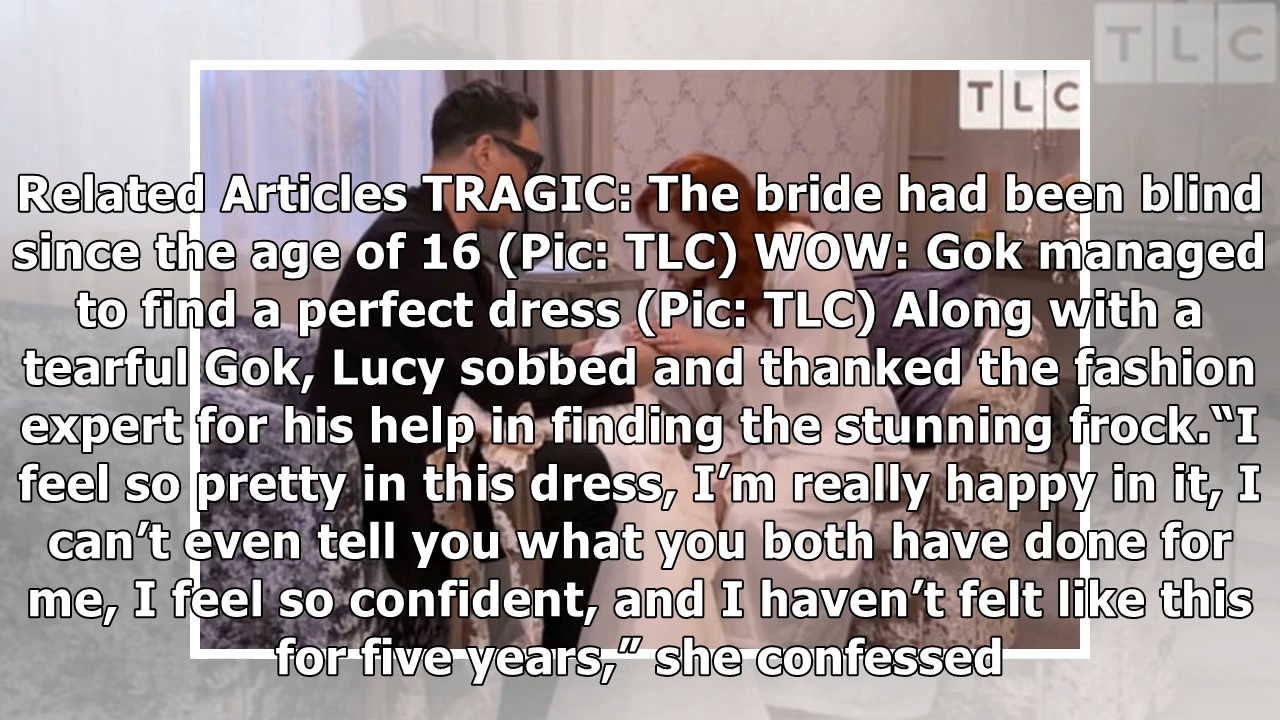 TLC
TLC
Related Articles TRAGIC: The bride had been blind
since the age of 16 (Pic: TLC) WOW: Gok managed
to find a perfect dress (Pic: TLC) Along with a
tearful Gok, Lucy sobbed and thanked the fashion
expert for his help in finding the stunning frock.“I
feel so pretty in this dress, I’m really happy in it, I
can’t even tell you what you both have done for
me, I feel so confident, and I haven’t felt like this
for five years,” she confessed